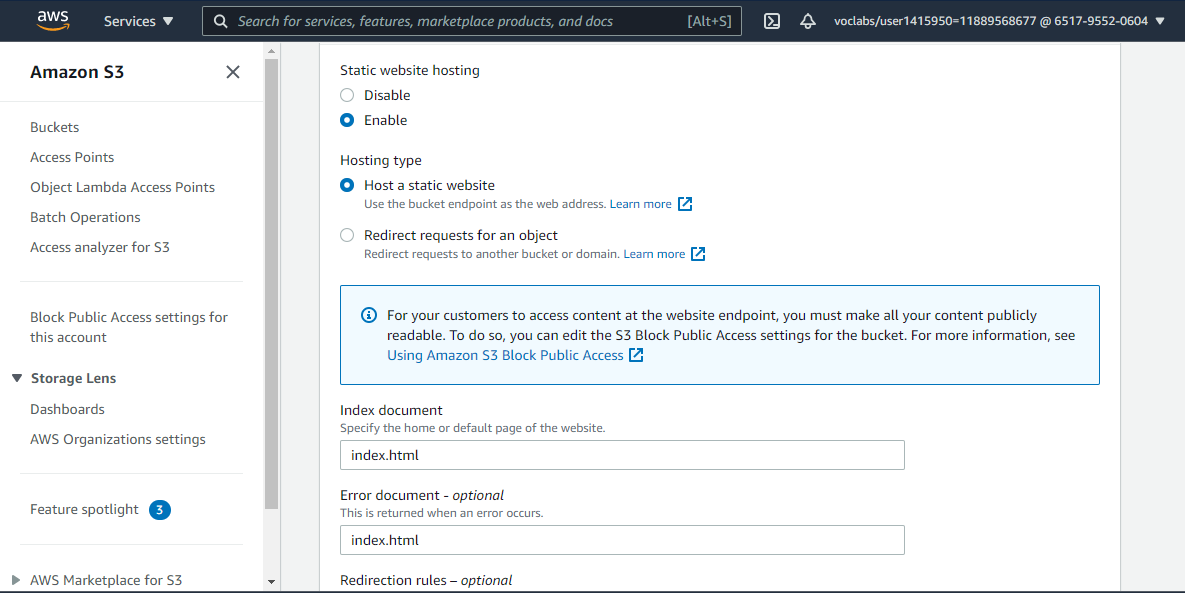 aws Services Search for services, features, marketplace products, and docs [Alt+S] voclabs/user1415950=11889568677 @ 6517-9552-0604
Amazon S3
Buckets
Access Points
Object Lambda Access Points
Batch Operations
Access analyzer for S3
Block Public Access settings for
this account
Storage Lens
Dashboards
AWS Organizations settings
Feature spotlight 3
AWS Marketplace for S3
Static website hosting
Disable
Enable
Hosting type
Host a static website
Use the bucket endpoint as the web address. Learn more
Redirect requests for an object
Redirect requests to another bucket or domain. Learn more
For your customers to access content at the website endpoint, you must make all your content publicly
readable. To do so, you can edit the S3 Block Public Access settings for the bucket. For more information, see
Using Amazon S3 Block Public Access
Index document
Specify the home or default page of the website.
index.html
Error document - optional
This is returned when an error occurs.
index.html
Redirection rules – optional